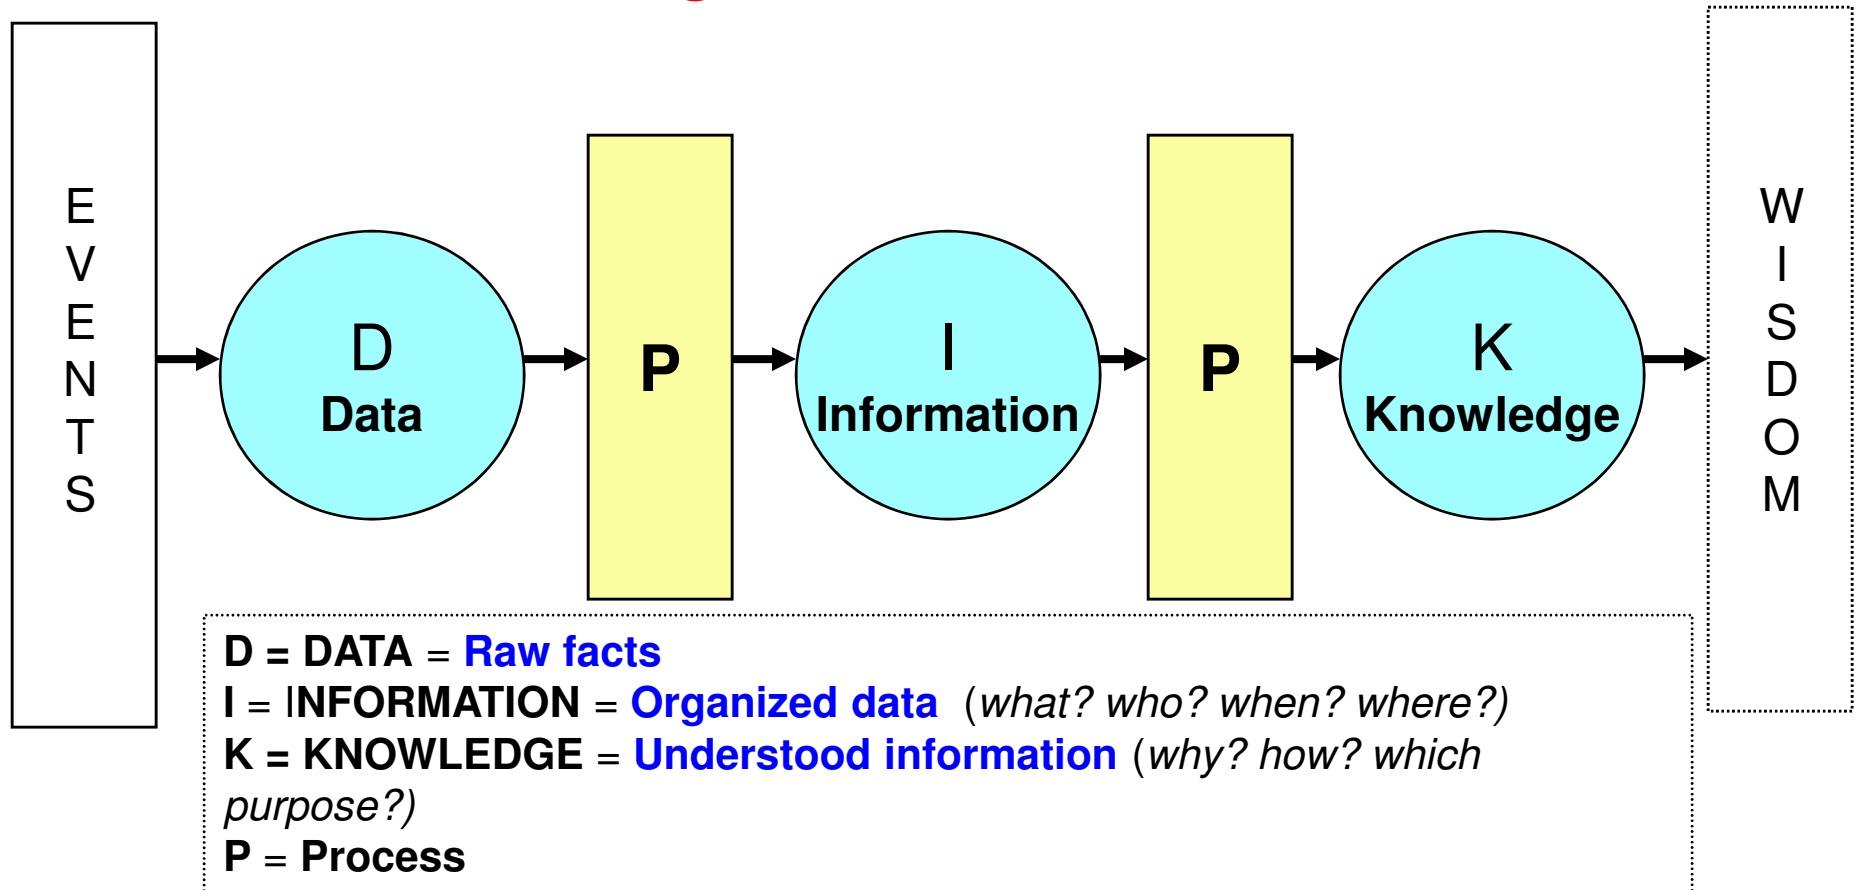 EVENTS
D
Data
P
I
Information
P
K
Knowledge
WISDOM
D = DATA = Raw facts
I = INFORMATION = Organized data (what? who? when? where?)
K = KNOWLEDGE = Understood information (why? how? which
purpose?)
P = Process